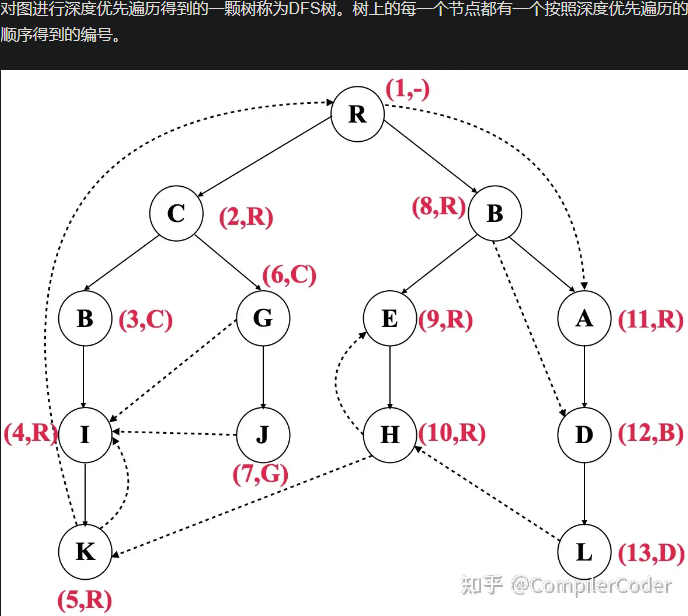 对图进行深度优先遍历得到的一颗树称为DFS树。树上的每一个节点都有一个按照深度优先遍历的
顺序得到的编号。
R (1,-)
C (2,R)
(8,R) B
B (3,C)
(6,C)
G
E (9,R)
A (11,R)
(4,R) I
J
(7,G)
H (10,R)
D (12,B)
K
(5,R)
L (13,D)
知乎 @CompilerCoder